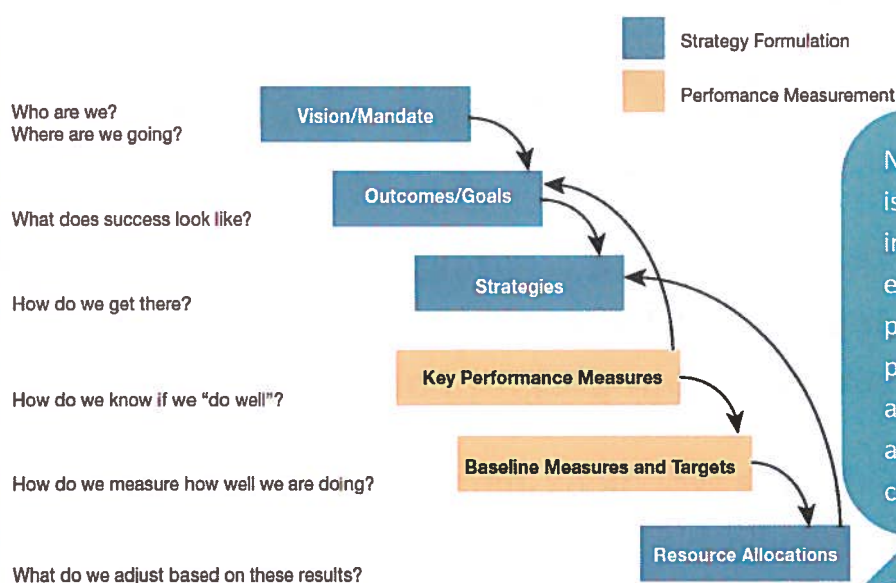 Strategy Formulation
Perfomance Measurement
Who are we?
Where are we going?
Vision/Mandate
What does success look like?
Outcomes/Goals
How do we get there?
Strategies
How do we know if we “do well”?
Key Performance Measures
How do we measure how well we are doing?
Baseline Measures and Targets
What do we adjust based on these results?
Resource Allocations